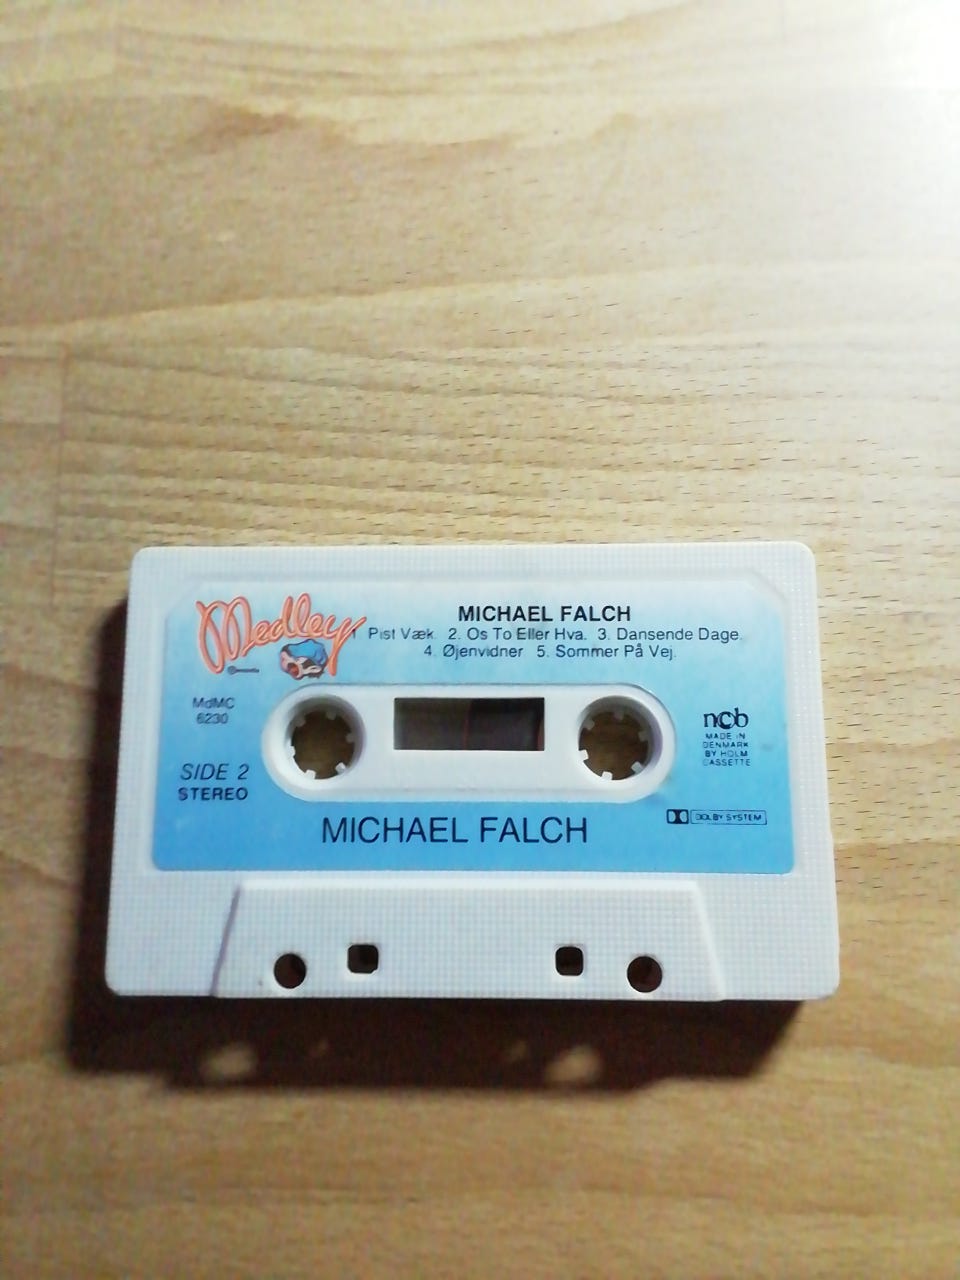 Medley
MICHAEL FALCH
1. Pist Væk. 2. Os To Eller Hva. 3. Dansende Dage.
4. Øjenvidner 5. Sommer På Vej.
MdMC
6230
SIDE 2
STEREO
ncb
MADE IN
DENMARK
BY HOLM
CASSETTE
DOLBY SYSTEM
MICHAEL FALCH